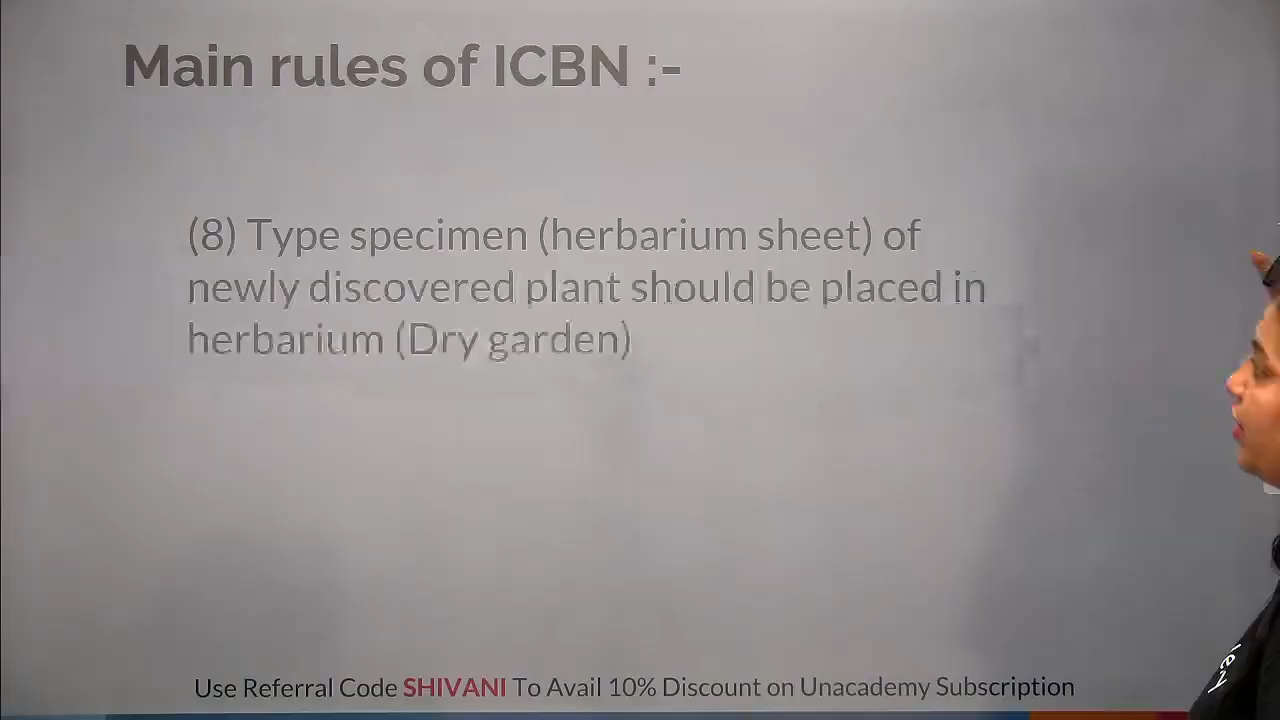 Main rules of ICBN :-
(8) Type specimen (herbarium sheet) of
newly discovered plant should be placed in
herbarium (Dry garden)
Use Referral Code SHIVANI To Avail 10% Discount on Unacademy Subscription